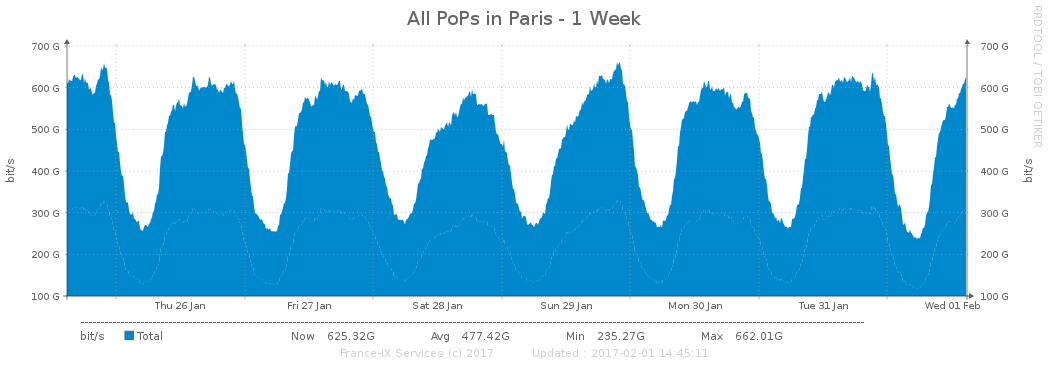 All PoPs in Paris - 1 Week
RRDTOOL / TOBI OETIKER
700 G 700 G
600 G 600 G
500 G 500 G
400 G 400 G
300 G 300 G
200 G 200 G
100 G 100 G
bit/s
bit/s
Thu 26 Jan Fri 27 Jan Sat 28 Jan Sun 29 Jan Mon 30 Jan Tue 31 Jan Wed 01 Feb
bit/s Total Now 625.32G Avg 477.42G Min 235.27G Max 662.01G
France-IX Services (c) 2017 Updated : 2017-02-01 14:45:11